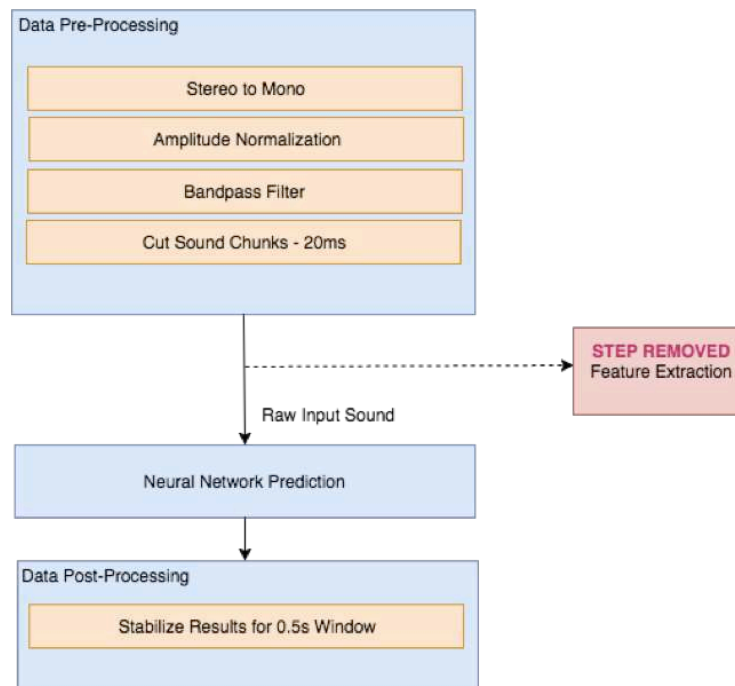 Data Pre-Processing
Stereo to Mono
Amplitude Normalization
Bandpass Filter
Cut Sound Chunks - 20ms
STEP REMOVED
Feature Extraction
Raw Input Sound
Neural Network Prediction
Data Post-Processing
Stabilize Results for 0.5s Window